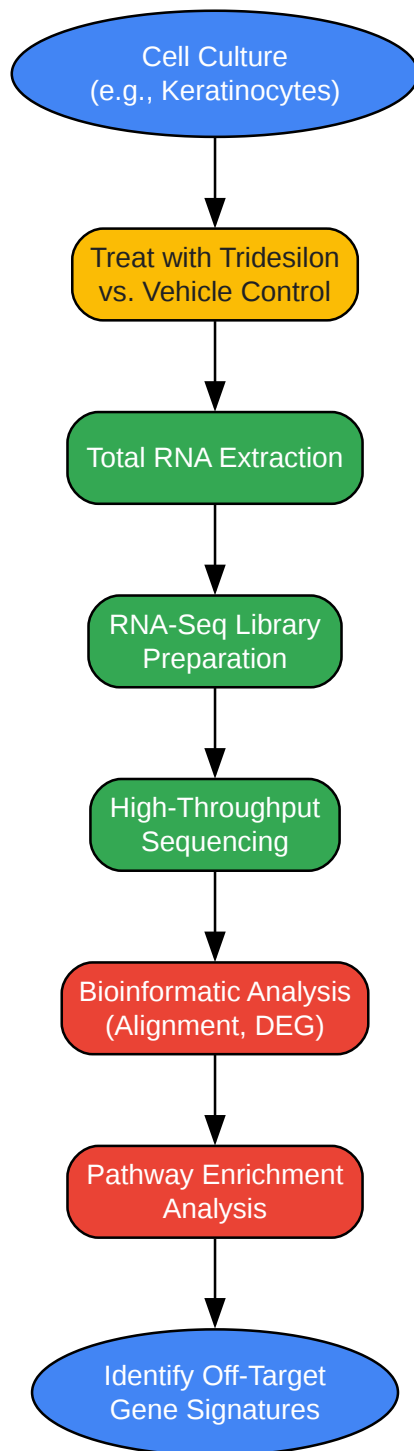 Cell Culture
(e.g., Keratinocytes)
Treat with Tridesilon
vs. Vehicle Control
Total RNA Extraction
RNA-Seq Library
Preparation
High-Throughput
Sequencing
Bioinformatic Analysis
(Alignment, DEG)
Pathway Enrichment
Analysis
Identify Off-Target
Gene Signatures